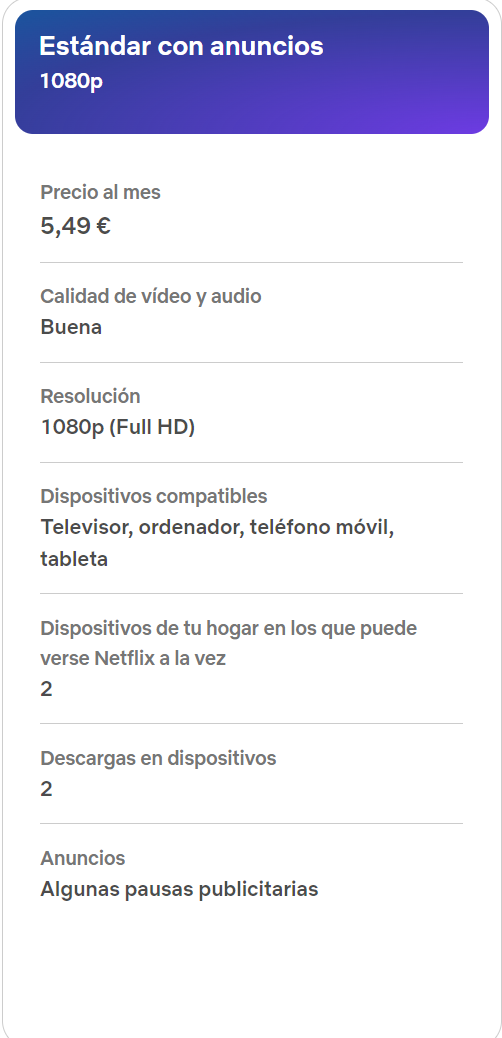 Estándar con anuncios
1080p
Precio al mes
5,49 €
Calidad de vídeo y audio
Buena
Resolución
1080p (Full HD)
Dispositivos compatibles
Televisor, ordenador, teléfono móvil,
tableta
Dispositivos de tu hogar en los que puede
verse Netflix a la vez
2
Descargas en dispositivos
2
Anuncios
Algunas pausas publicitarias